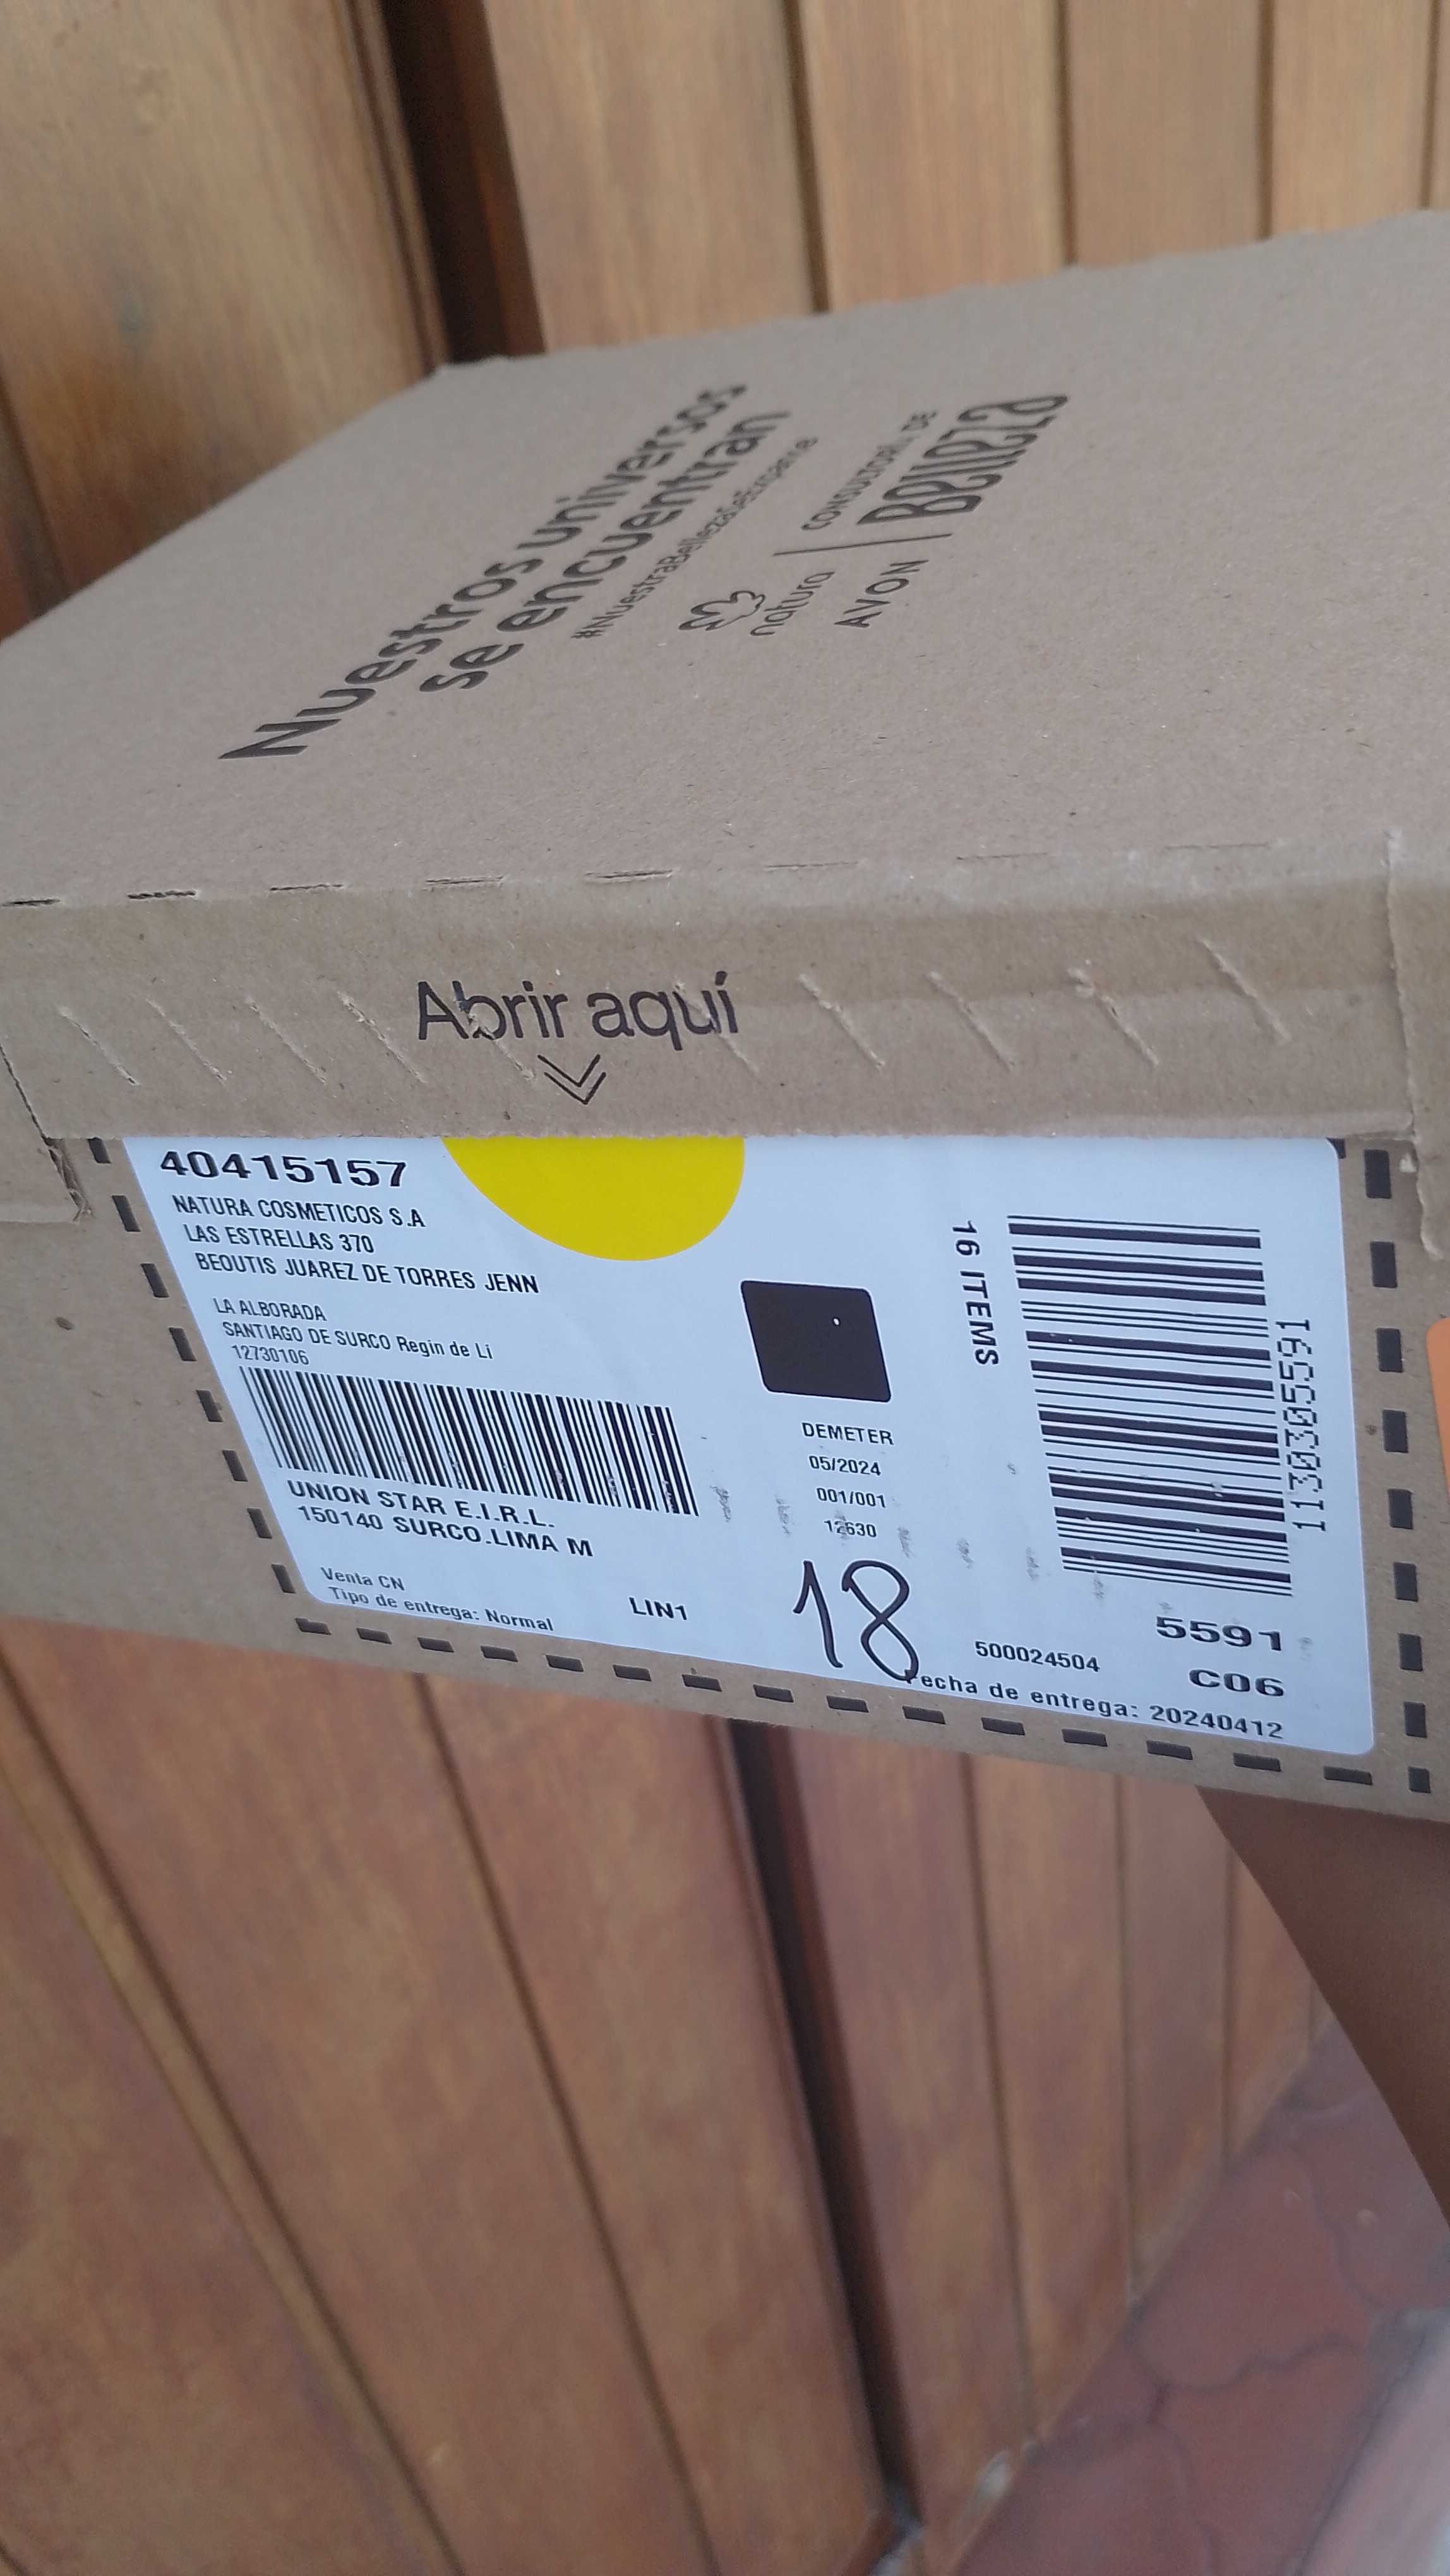 Nuestros universos
se encuentran
#NuestraBellezaSeExpande
natura
AVON
CONSULTORÍA DE
Belleza
Abrir aquí
40415157
NATURA COSMETICOS S.A
LAS ESTRELLAS 370
BEOUTIS JUAREZ DE TORRES JENN
LA ALBORADA
SANTIAGO DE SURCO Regin de Li
12730106
UNION STAR E.I.R.L.
150140 SURCO.LIMA M
Venta CN
Tipo de entrega: Normal
LIN1
DEMETER
05/2024
001/001
12630
18
16 ITEMS
1130305591
5591
500024504
C06
Fecha de entrega: 20240412